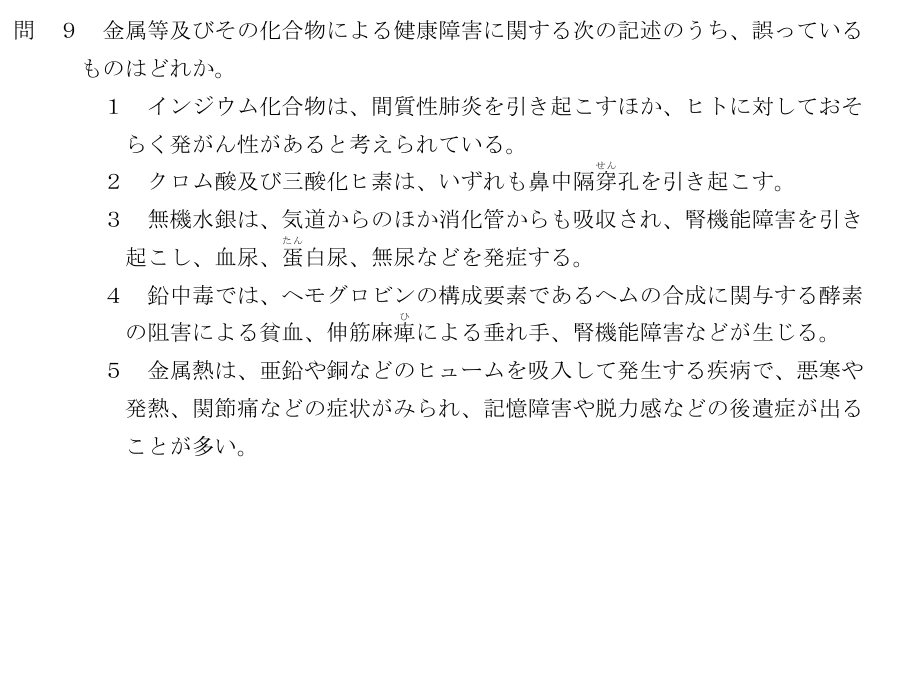 問　９　金属等及びその化合物による健康障害に関する次の記述のうち、誤っている
ものはどれか。
１　インジウム化合物は、間質性肺炎を引き起こすほか、ヒトに対しておそ
らく発がん性があると考えられている。
せん
２　クロム酸及び三酸化ヒ素は、いずれも鼻中隔穿孔を引き起こす。
３　無機水銀は、気道からのほか消化管からも吸収され、腎機能障害を引き
たん
起こし、血尿、蛋白尿、無尿などを発症する。
４　鉛中毒では、ヘモグロビンの構成要素であるヘムの合成に関与する酵素
ひ
の阻害による貧血、伸筋麻痺による垂れ手、腎機能障害などが生じる。
５　金属熱は、亜鉛や銅などのヒュームを吸入して発生する疾病で、悪寒や
発熱、関節痛などの症状がみられ、記憶障害や脱力感などの後遺症が出る
ことが多い。